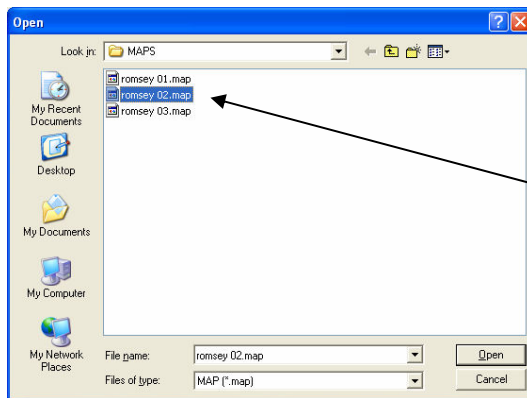 Open
Look in: MAPS
romsey 01.map
romsey 02.map
romsey 03.map
My Recent
Documents
Desktop
My Documents
My Computer
My Network
Places
File name: romsey 02.map Open
Files of type: MAP (*.map) Cancel